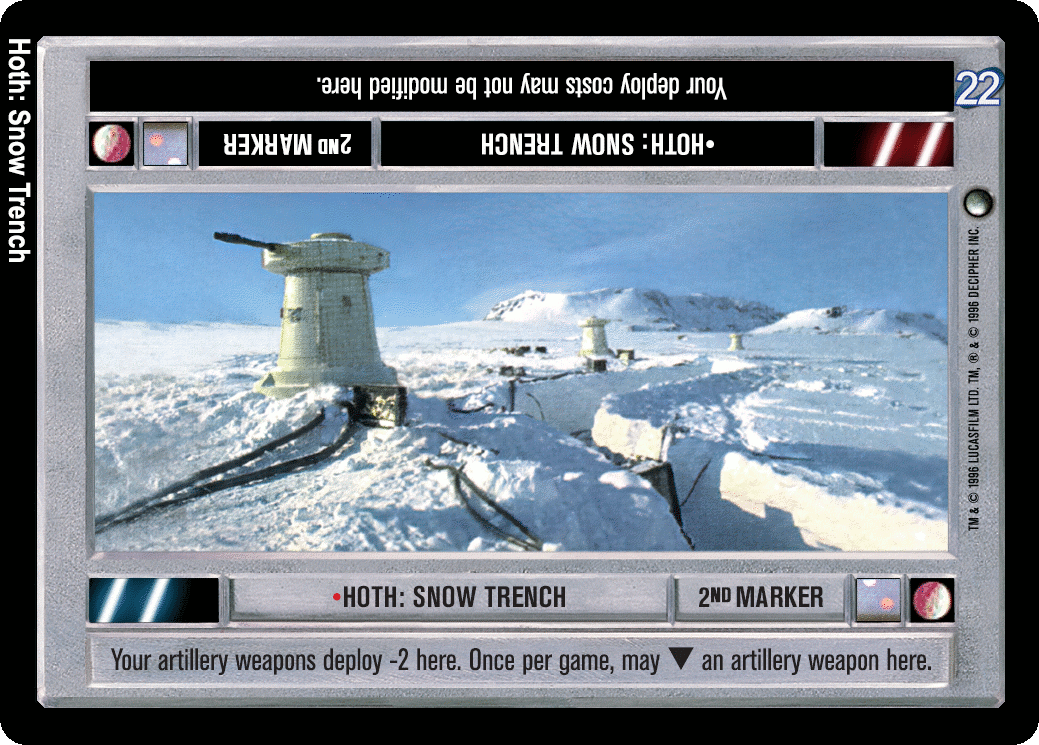 Hoth: Snow Trench
Your deploy costs may not be modified here.
22
2ND MARKER
•HOTH: SNOW TRENCH
TM & © 1996 LUCASFILM LTD. TM, ® & © 1996 DECIPHER INC.
•HOTH: SNOW TRENCH
2ND MARKER
Your artillery weapons deploy -2 here. Once per game, may ▼ an artillery weapon here.